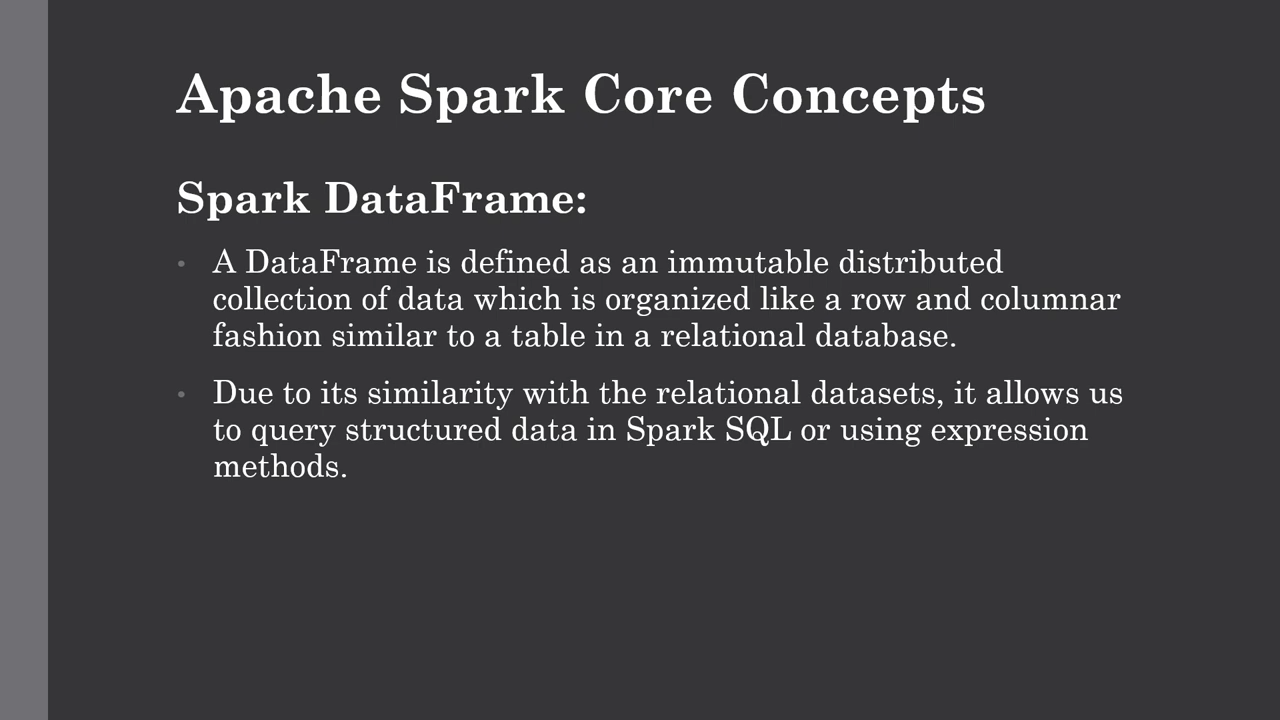 Apache Spark Core Concepts
Spark DataFrame:
• A DataFrame is defined as an immutable distributed
collection of data which is organized like a row and columnar
fashion similar to a table in a relational database.
• Due to its similarity with the relational datasets, it allows us
to query structured data in Spark SQL or using expression
methods.